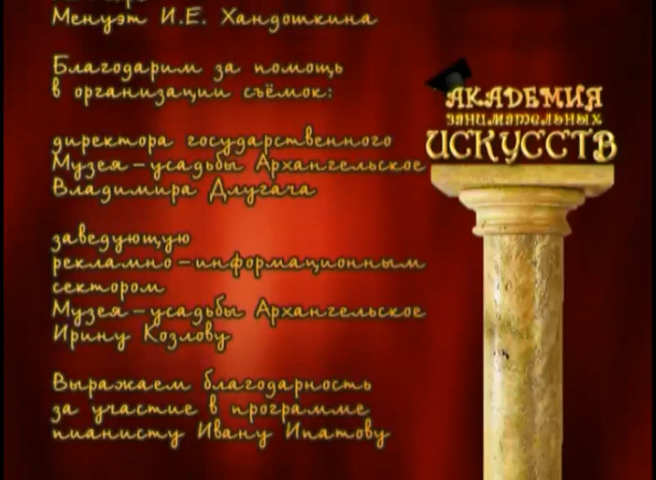 Менуэт И.Е. Хандошкина
Благодарим за помощь
в организации съёмок:
директора государственного
Музея-усадьбы Архангельское
Владимира Длугача
заведующую
рекламно-информационным
сектором
Музея-усадьбы Архангельское
Ирину Козлову
Выражаем благодарность
за участие в программе
пианисту Ивану Ипатову
АКАДЕМИЯ
ЗАНИМАТЕЛЬНЫХ
ИСКУССТВ